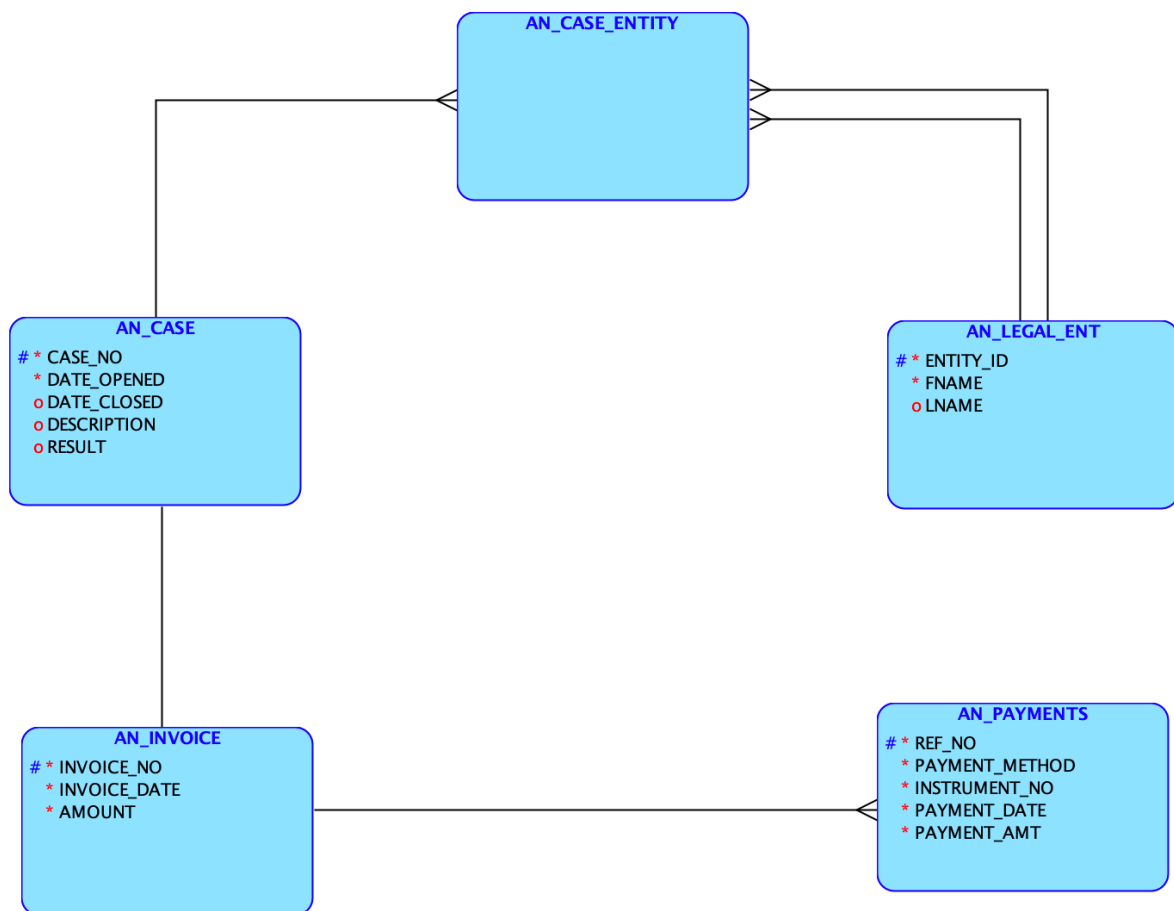 AN_CASE_ENTITY
AN_CASE
# * CASE_NO
* DATE_OPENED
o DATE_CLOSED
o DESCRIPTION
o RESULT
AN_LEGAL_ENT
# * ENTITY_ID
* FNAME
o LNAME
AN_INVOICE
# * INVOICE_NO
* INVOICE_DATE
* AMOUNT
AN_PAYMENTS
# * REF_NO
* PAYMENT_METHOD
* INSTRUMENT_NO
* PAYMENT_DATE
* PAYMENT_AMT